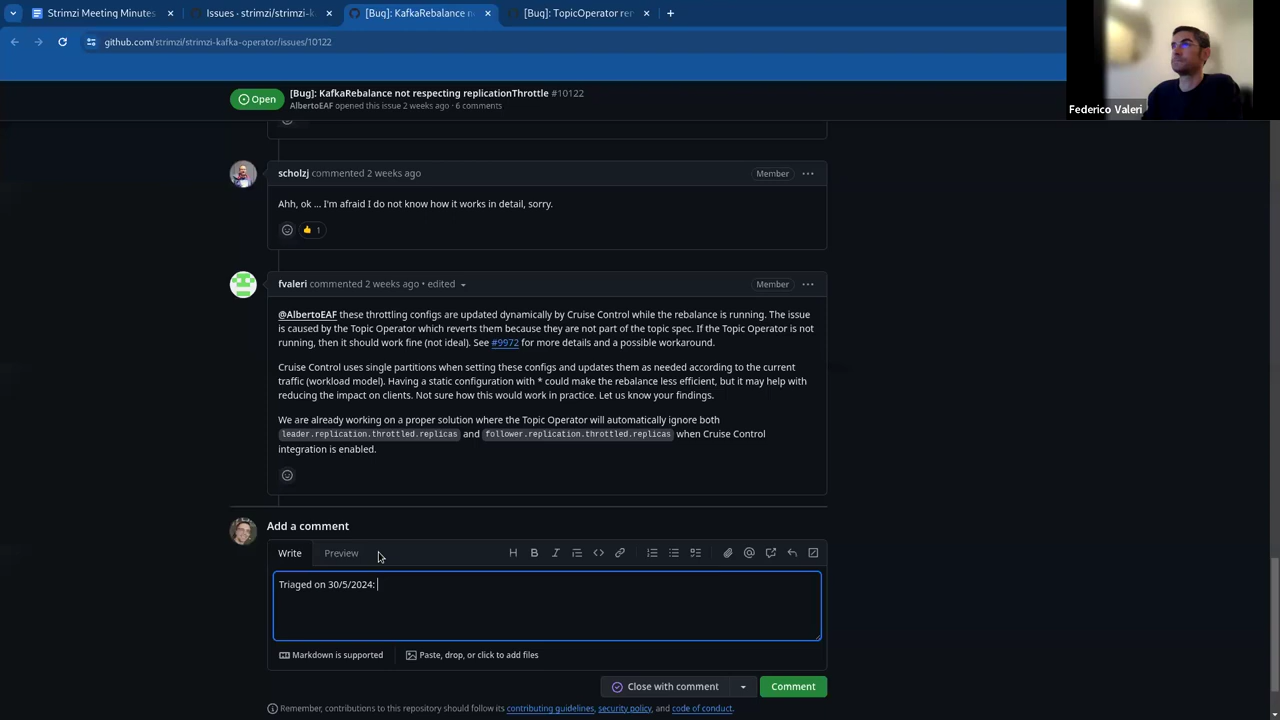 Strimzi Meeting Minutes
Issues · strimzi/strimzi-k
[Bug]: KafkaRebalance n
[Bug]: TopicOperator re
github.com/strimzi/strimzi-kafka-operator/issues/10122
Federico Valeri
Open
[Bug]: KafkaRebalance not respecting replicationThrottle #10122
AlbertoEAF opened this issue 2 weeks ago · 6 comments
scholzj commented 2 weeks ago
Member
Ahh, ok ... I'm afraid I do not know how it works in detail, sorry.
👍 1
fvaleri commented 2 weeks ago • edited
Member
@AlbertoEAF these throttling configs are updated dynamically by Cruise Control while the rebalance is running. The issue
is caused by the Topic Operator which reverts them because they are not part of the topic spec. If the Topic Operator is not
running, then it should work fine (not ideal). See #9972 for more details and a possible workaround.
Cruise Control uses single partitions when setting these configs and updates them as needed according to the current
traffic (workload model). Having a static configuration with * could make the rebalance less efficient, but it may help with
reducing the impact on clients. Not sure how this would work in practice. Let us know your findings.
We are already working on a proper solution where the Topic Operator will automatically ignore both
leader.replication.throttled.replicas and follower.replication.throttled.replicas when Cruise Control
integration is enabled.
Add a comment
Write
Preview
Triaged on 30/5/2024:
Markdown is supported
Paste, drop, or click to add files
Close with comment
Comment
Remember, contributions to this repository should follow its contributing guidelines, security policy, and code of conduct.